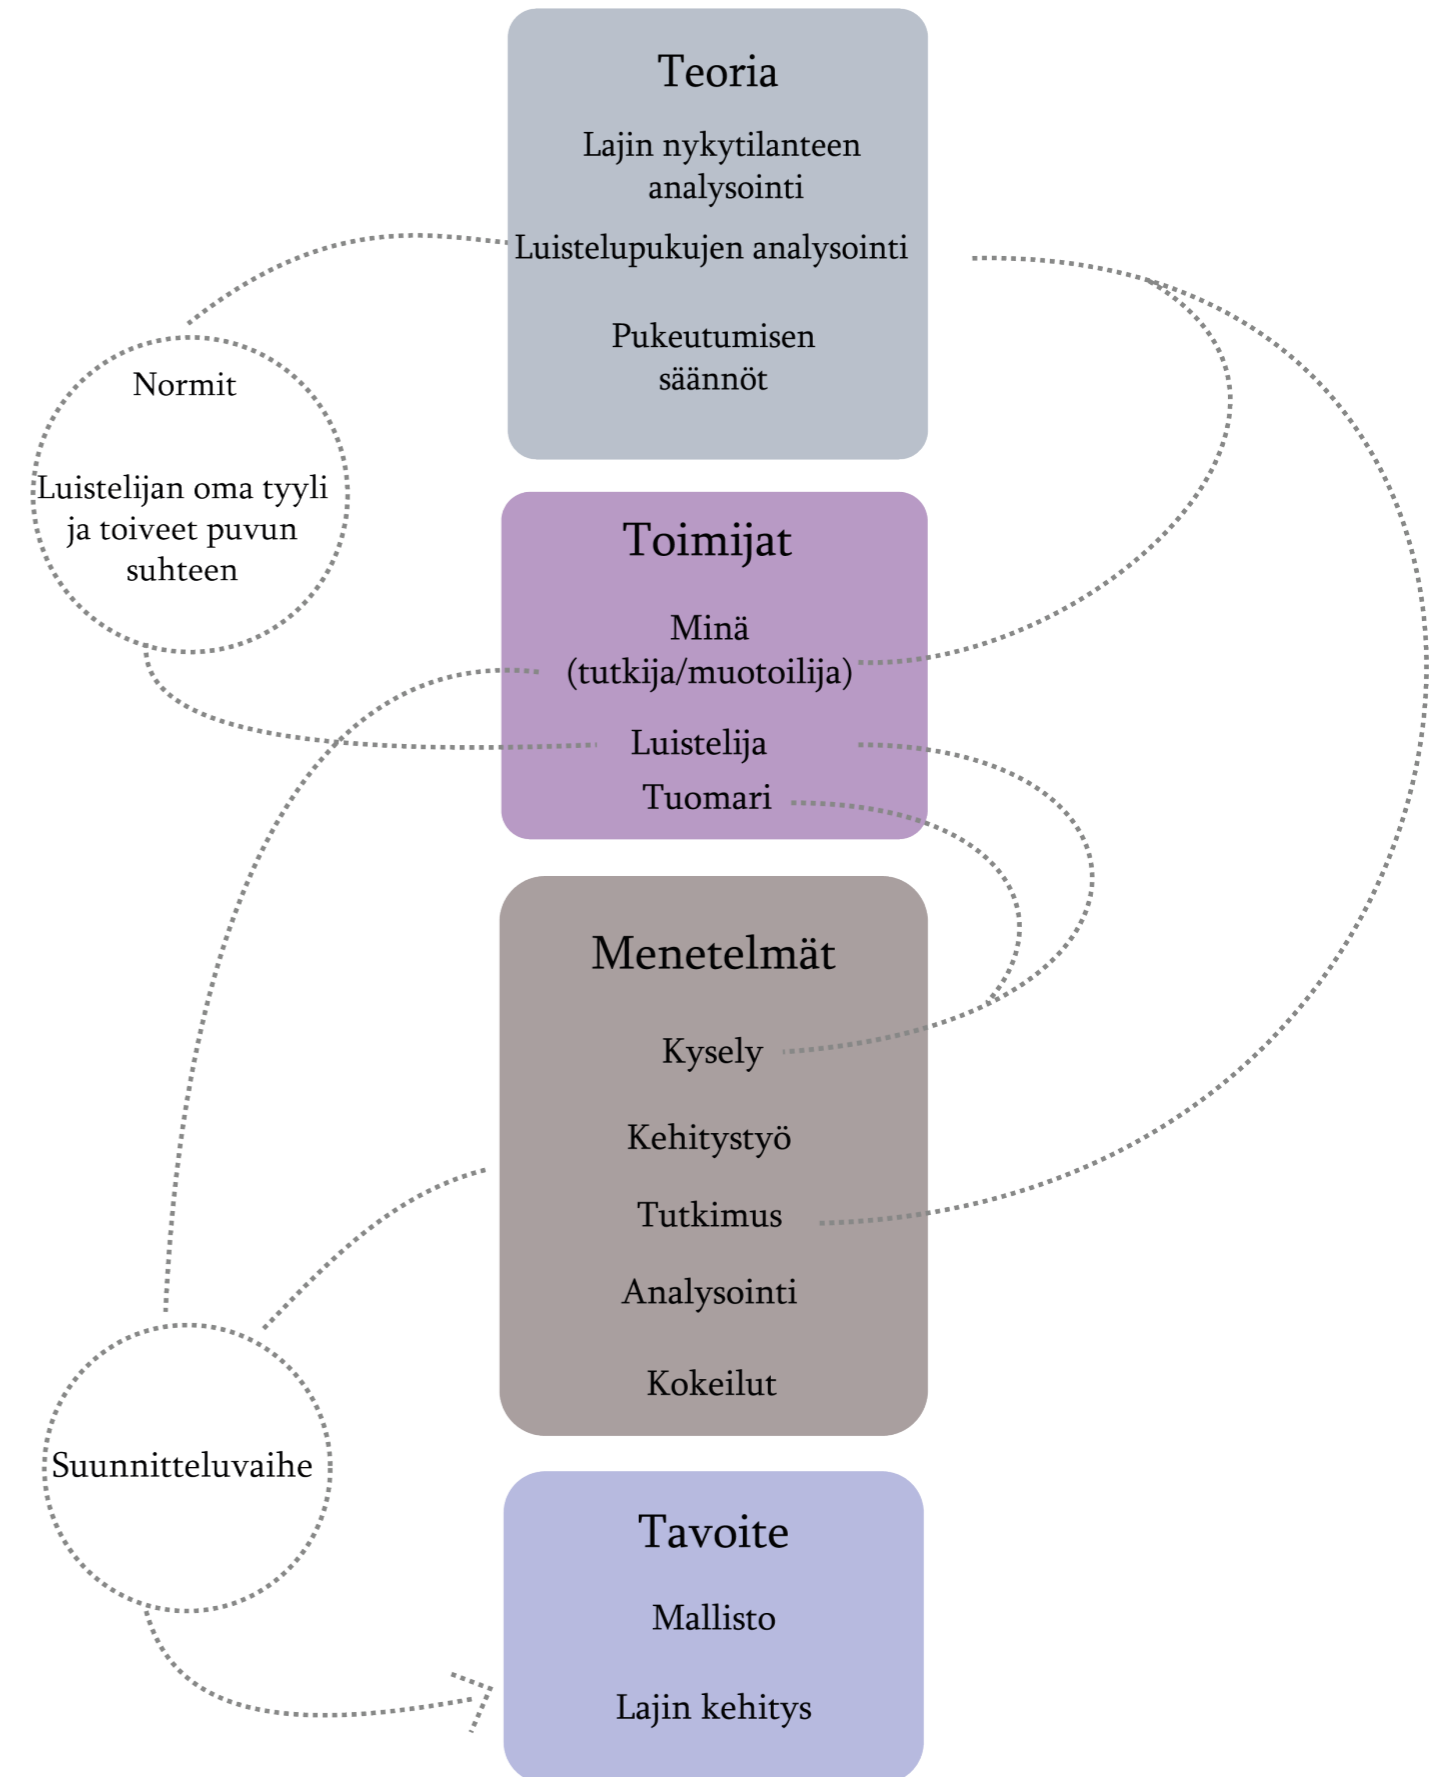 Teoria
Lajin nykytilanteen
analysointi
Luistelupukujen analysointi
Pukeutumisen
säännöt
Normit
Luistelijan oma tyyli
ja toiveet puvun
suhteen
Toimijat
Minä
(tutkija/muotoilija)
Luistelija
Tuomari
Menetelmät
Kysely
Kehitystyö
Tutkimus
Analysointi
Kokeilut
Suunnitteluvaihe
Tavoite
Mallisto
Lajin kehitys